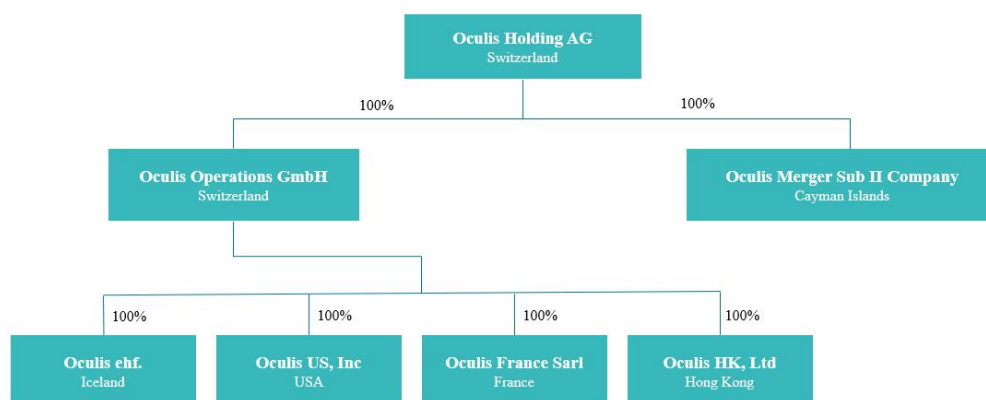 Oculis Holding AG
Switzerland
100%
100%
Oculis Operations GmbH
Switzerland
Oculis Merger Sub II Company
Cayman Islands
100%
100%
100%
100%
Oculis ehf.
Iceland
Oculis US, Inc
USA
Oculis France Sarl
France
Oculis HK, Ltd
Hong Kong